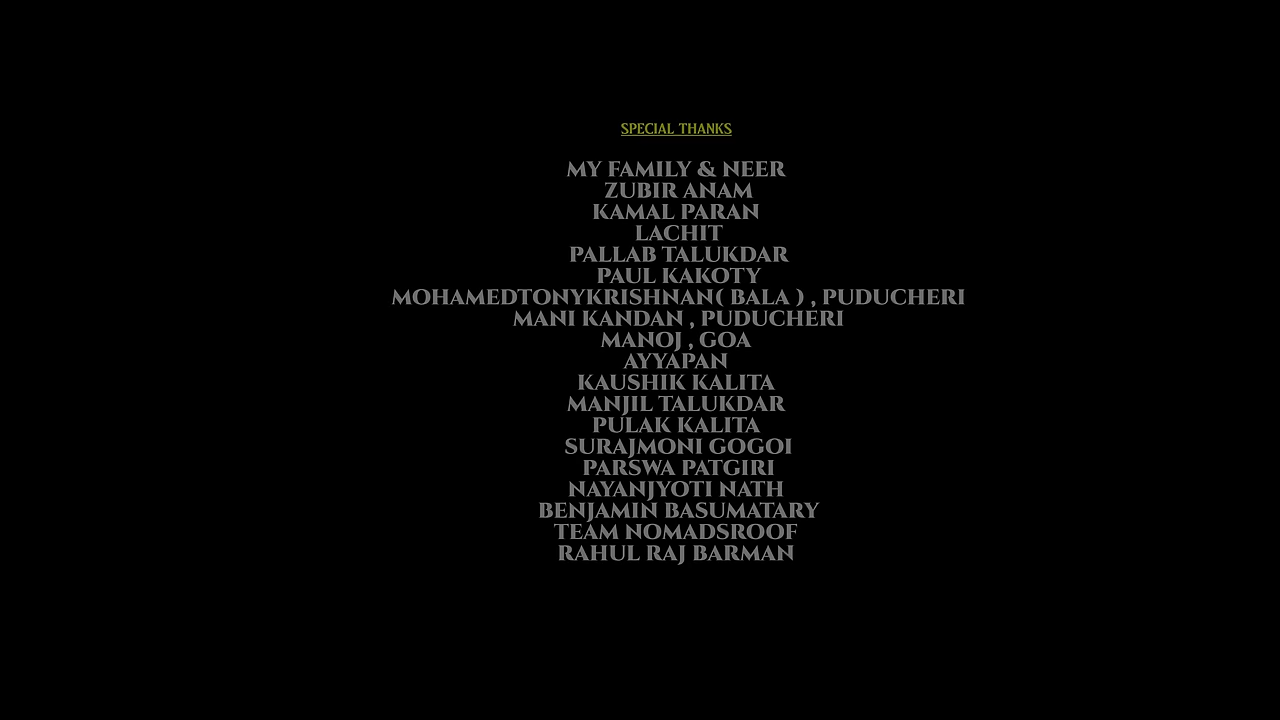 SPECIAL THANKS
MY FAMILY & NEER
ZUBIR ANAM
KAMAL PARAN
LACHIT
PALLAB TALUKDAR
PAUL KAKOTY
MOHAMEDTONYKRISHNAN( BALA ) , PUDUCHERI
MANI KANDAN , PUDUCHERI
MANOJ , GOA
AYYAPAN
KAUSHIK KALITA
MANJIL TALUKDAR
PULAK KALITA
SURAJMONI GOGOI
PARSWA PATGIRI
NAYANJYOTI NATH
BENJAMIN BASUMATARY
TEAM NOMADSROOF
RAHUL RAJ BARMAN